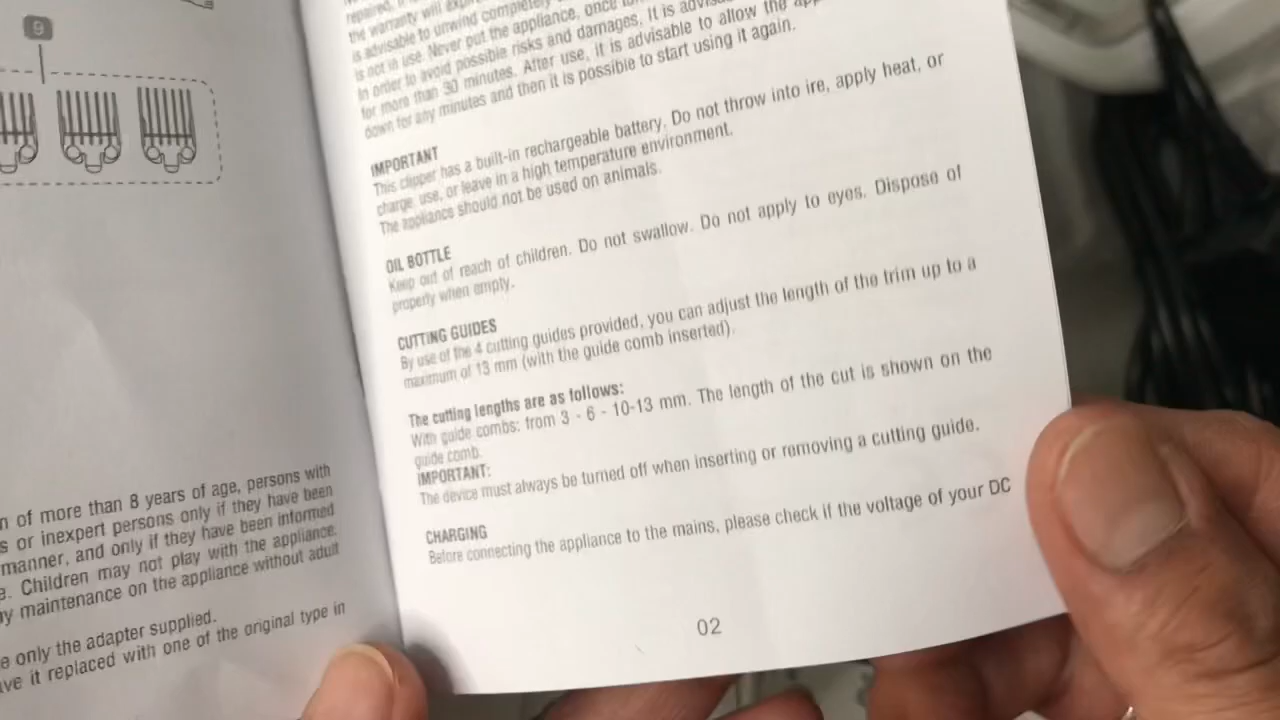 9
n of more than 8 years of age, persons with
s or inexpert persons only if they have been
manner, and only if they have been informed
e. Children may not play with the appliance.
y maintenance on the appliance without adult
e only the adapter supplied.
ve it replaced with one of the original type in
repaired,
the warranty will
is advisable to unwind completely
is not in use. Never put the appliance, once
In order to avoid possible risks and damages, it is
for more than 30 minutes. After use, it is advisable to allow the
down for any minutes and then it is possible to start using it again.
IMPORTANT
This clipper has a built-in rechargeable battery. Do not throw into ire, apply heat, or
charge, use, or leave in a high temperature environment.
The appliance should not be used on animals.
OIL BOTTLE
Keep out of reach of children. Do not swallow. Do not apply to eyes. Dispose of
properly when empty.
CUTTING GUIDES
By use of the 4 cutting guides provided, you can adjust the length of the trim up to a
maximum of 13 mm (with the guide comb inserted).
The cutting lengths are as follows:
With guide combs: from 3 - 6 - 10-13 mm. The length of the cut is shown on the
guide comb.
IMPORTANT:
The device must always be turned off when inserting or removing a cutting guide.
CHARGING
Before connecting the appliance to the mains, please check if the voltage of your DC
02